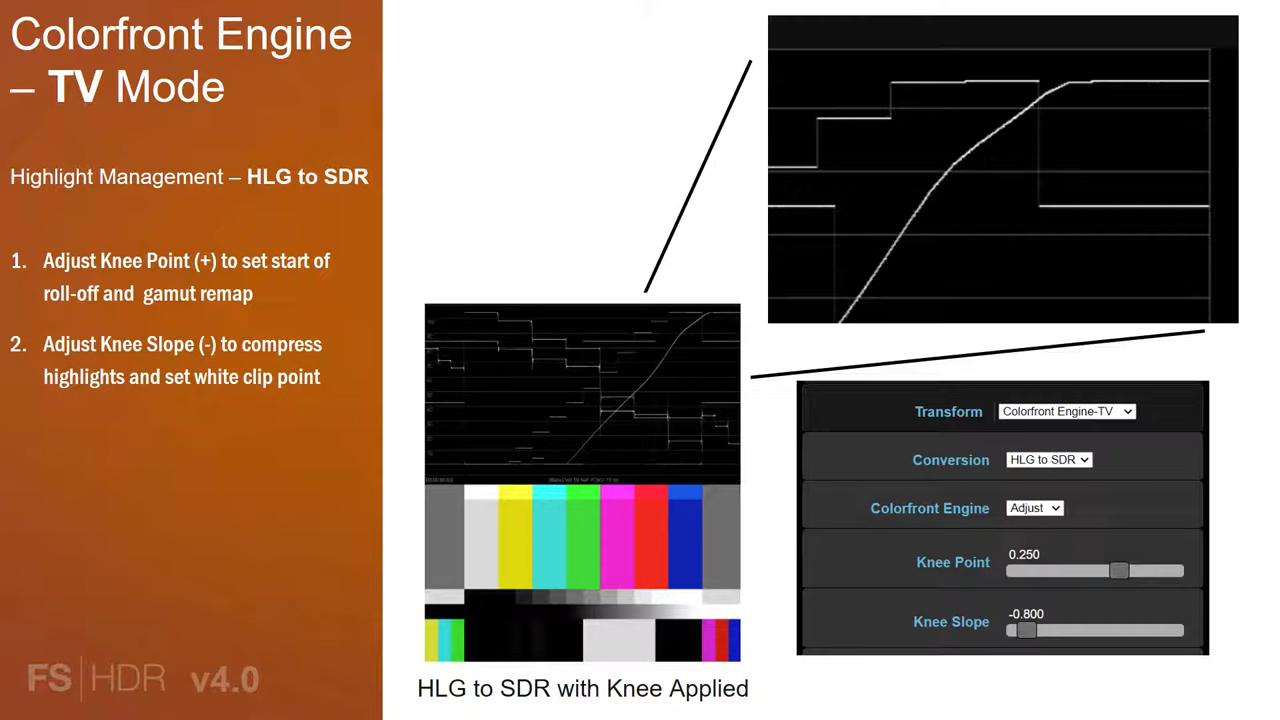 Colorfront Engine
– TV Mode
Highlight Management – HLG to SDR
1. Adjust Knee Point (+) to set start of
roll-off and gamut remap
2. Adjust Knee Slope (-) to compress
highlights and set white clip point
FS|HDR v4.0
HLG to SDR with Knee Applied
Transform Colorfront Engine-TV
Conversion HLG to SDR
Colorfront Engine Adjust
Knee Point 0.250
Knee Slope -0.800